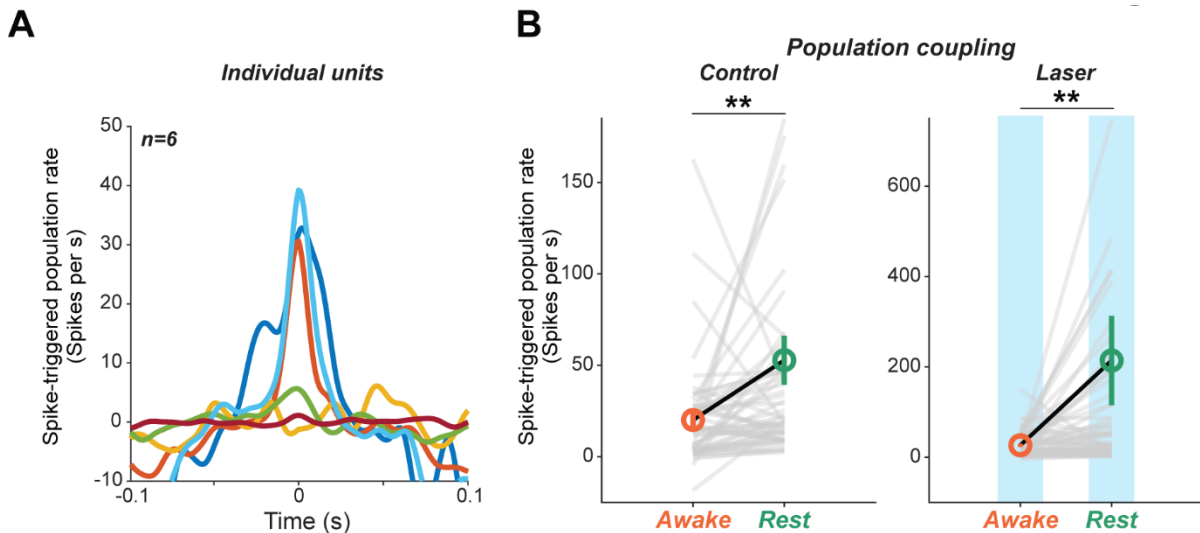 A
Individual units
n=6
Spike-triggered population rate
(Spikes per s)
50
40
30
20
10
0
-10
-0.1
0
0.1
Time (s)
B
Population coupling
Control
**
Spike-triggered population rate
(Spikes per s)
150
100
50
0
Awake
Rest
Laser
**
600
400
200
0
Awake
Rest